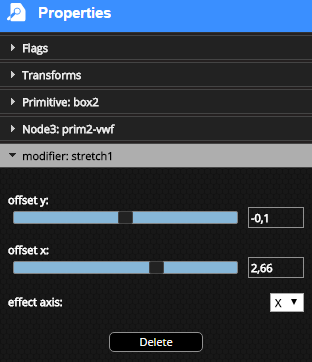 Properties
Flags
Transforms
Primitive: box2
Node3: prim2-vwf
modifier: stretch1
offset y:
-0,1
offset x:
2,66
effect axis:
X
Delete